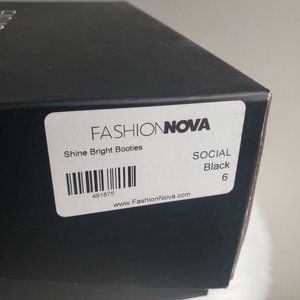 FASHIONNOVA
Shine Bright Booties
SOCIAL
Black
6
491875
www.FashionNova.com